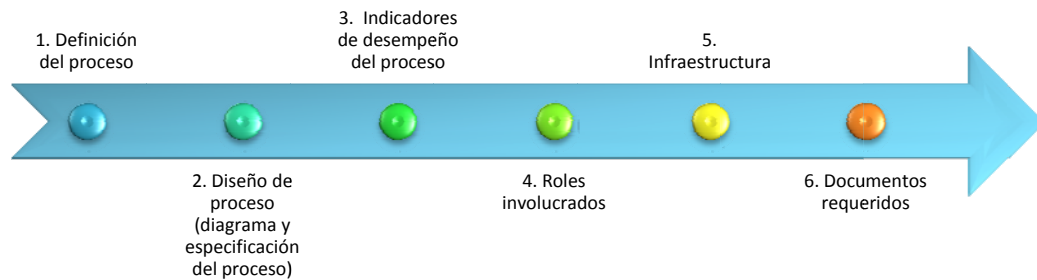 1. Definición
del proceso
2. Diseño de
proceso
(diagrama y
especificación
del proceso)
3. Indicadores
de desempeño
del proceso
4. Roles
involucrados
5.
Infraestructura
6. Documentos
requeridos